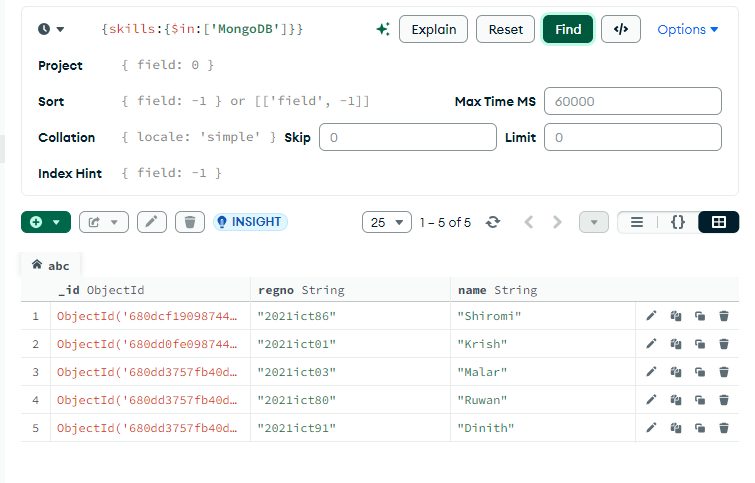 {skills:{$in:['MongoDB']}} Explain Reset Find </> Options
Project { field: 0 }
Sort { field: -1 } or [['field', -1]] Max Time MS 60000
Collation { locale: 'simple' } Skip 0 Limit 0
Index Hint { field: -1 }
INSIGHT 25 1 – 5 of 5 {}
abc
_id ObjectId regno String name String
1 ObjectId('680dcf19098744… "2021ict86" "Shiromi"
2 ObjectId('680dd0fe098744… "2021ict01" "Krish"
3 ObjectId('680dd3757fb40d… "2021ict03" "Malar"
4 ObjectId('680dd3757fb40d… "2021ict80" "Ruwan"
5 ObjectId('680dd3757fb40d… "2021ict91" "Dinith"